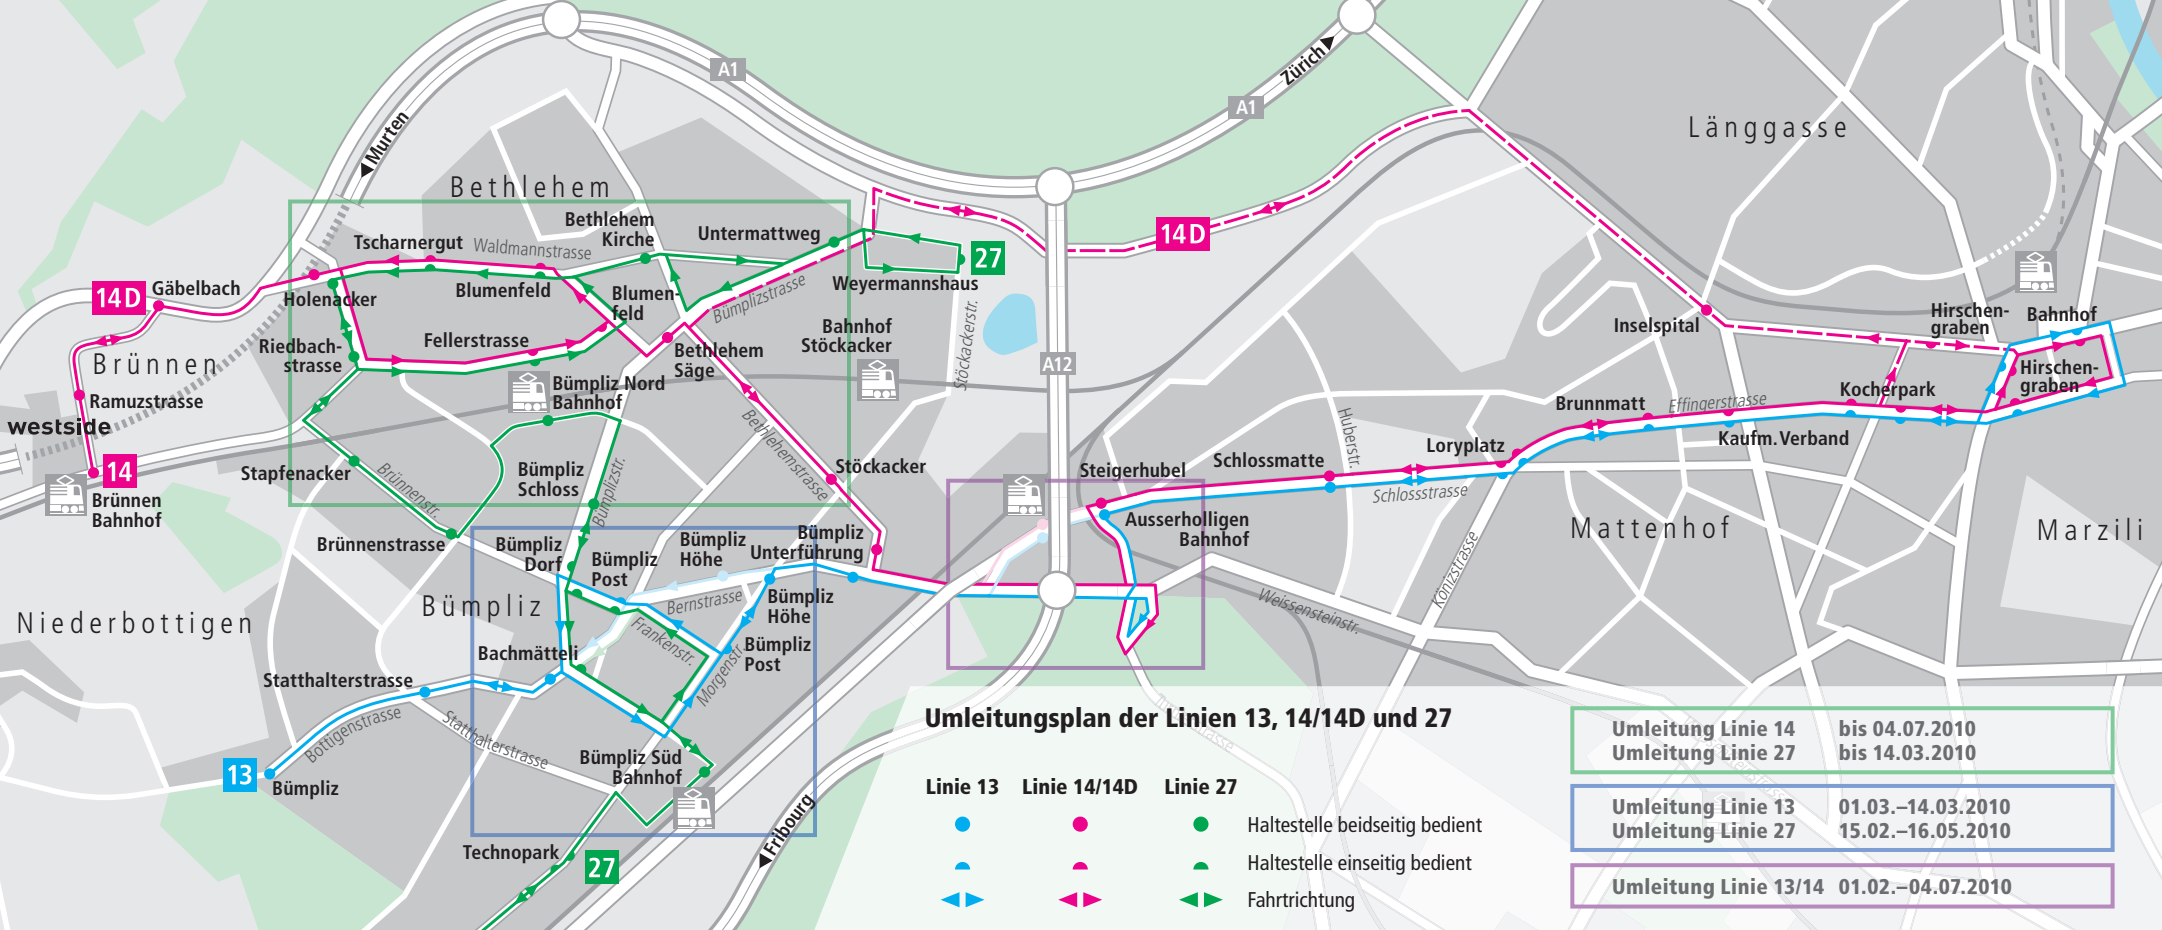 A1
Zürich
A1
Murten
Länggasse
Bethlehem
Bethlehem
Kirche
Untermattweg
Tscharnergut
Waldmannstrasse
14D
27
14D
Gäbelbach
Holenacker
Blumenfeld
Blumen-
feld
Weyermannshaus
Bümplizstrasse
Stöckackerstr.
Inselspital
Hirschen-
graben
Bahnhof
Riedbach-
strasse
Fellerstrasse
Bahnhof
Stöckacker
Bethlehem
Säge
A12
Brünnen
Ramuzstrasse
Bümpliz Nord
Bahnhof
Hirschen-
graben
Kocherpark
Brunnmatt
Effingerstrasse
Kaufm. Verband
westside
Bethlehemstrasse
Huberstr.
Loryplatz
14
Brünnen
Bahnhof
Stapfenacker
Brünnenstr.
Bümpliz
Schloss
Bümplizstr.
Stöckacker
Steigerhubel
Schlossmatte
Schlossstrasse
Ausserholligen
Bahnhof
Mattenhof
Marzili
Brünnenstrasse
Bümpliz
Dorf
Bümpliz
Post
Bümpliz
Höhe
Bümpliz
Unterführung
Könizstrasse
Weissensteinstr.
Niederbottigen
Bümpliz
Bernstrasse
Bümpliz
Höhe
Frankenstr.
Bümpliz
Post
Morgenstr.
Bachmätteli
Statthalterstrasse
Bottigenstrasse
Statthalterstrasse
13
Bümpliz
Bümpliz Süd
Bahnhof
Technopark
27
Fribourg
Umleitungsplan der Linien 13, 14/14D und 27
Linie 13 Linie 14/14D Linie 27
Haltestelle beidseitig bedient
Haltestelle einseitig bedient
Fahrtrichtung
Umleitung Linie 14 bis 04.07.2010
Umleitung Linie 27 bis 14.03.2010
Umleitung Linie 13 01.03.–14.03.2010
Umleitung Linie 27 15.02.–16.05.2010
Umleitung Linie 13/14 01.02.–04.07.2010